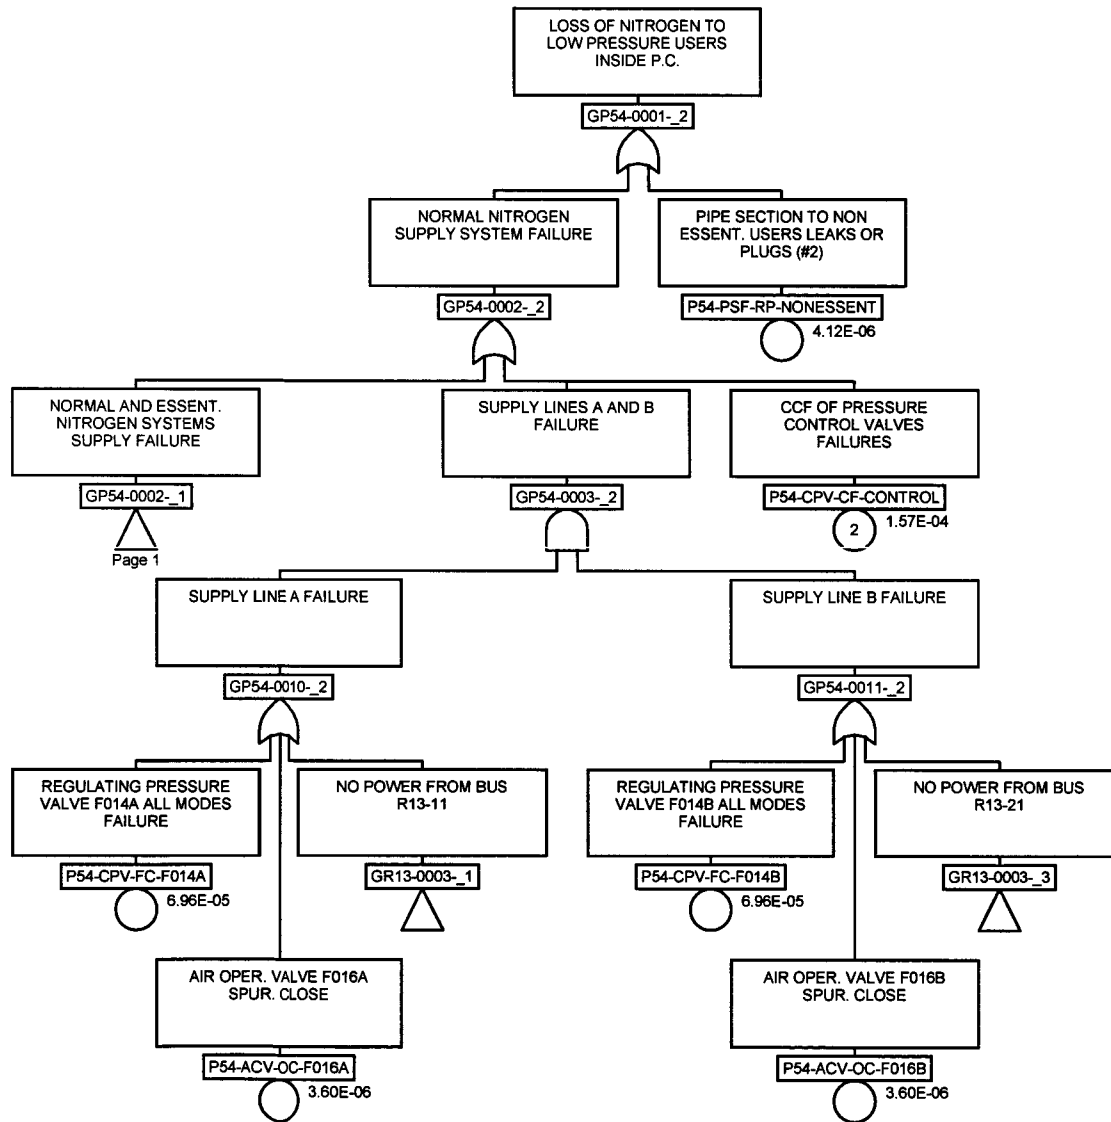 LOSS OF NITROGEN TO
LOW PRESSURE USERS
INSIDE P.C.
GP54-0001-_2
NORMAL NITROGEN
SUPPLY SYSTEM FAILURE
GP54-0002-_2
PIPE SECTION TO NON
ESSENT. USERS LEAKS OR
PLUGS (#2)
P54-PSF-RP-NONESSENT
4.12E-06
NORMAL AND ESSENT.
NITROGEN SYSTEMS
SUPPLY FAILURE
GP54-0002-_1
Page 1
SUPPLY LINES A AND B
FAILURE
GP54-0003-_2
CCF OF PRESSURE
CONTROL VALVES
FAILURES
P54-CPV-CF-CONTROL
2
1.57E-04
SUPPLY LINE A FAILURE
GP54-0010-_2
SUPPLY LINE B FAILURE
GP54-0011-_2
REGULATING PRESSURE
VALVE F014A ALL MODES
FAILURE
P54-CPV-FC-F014A
6.96E-05
NO POWER FROM BUS
R13-11
GR13-0003-_1
REGULATING PRESSURE
VALVE F014B ALL MODES
FAILURE
P54-CPV-FC-F014B
6.96E-05
NO POWER FROM BUS
R13-21
GR13-0003-_3
AIR OPER. VALVE F016A
SPUR. CLOSE
P54-ACV-OC-F016A
3.60E-06
AIR OPER. VALVE F016B
SPUR. CLOSE
P54-ACV-OC-F016B
3.60E-06